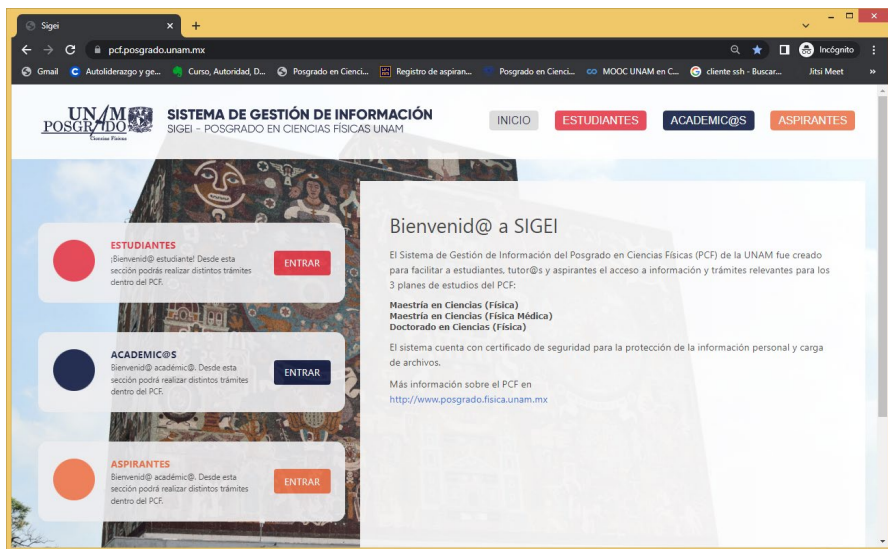 Sigei
pcf.posgrado.unam.mx
Incógnito
Gmail
Autoliderazgo y ge...
Curso, Autoridad, D...
Posgrado en Cienci...
Registro de aspiran...
Posgrado en Cienci...
MOOC UNAM en C...
cliente ssh - Buscar...
Jitsi Meet
»
UNAM
POSGRADO
Ciencias Físicas
SISTEMA DE GESTIÓN DE INFORMACIÓN
SIGEI - POSGRADO EN CIENCIAS FÍSICAS UNAM
INICIO
ESTUDIANTES
ACADEMIC@S
ASPIRANTES
ESTUDIANTES
¡Bienvenid@ estudiante! Desde esta
sección podrás realizar distintos trámites
dentro del PCF.
ENTRAR
ACADEMIC@S
Bienvenid@ académic@. Desde esta
sección podrá realizar distintos trámites
dentro del PCF.
ENTRAR
ASPIRANTES
Bienvenid@ académic@. Desde esta
sección podrá realizar distintos trámites
dentro del PCF.
ENTRAR
Bienvenid@ a SIGEI
El Sistema de Gestión de Información del Posgrado en Ciencias Físicas (PCF) de la UNAM fue creado
para facilitar a estudiantes, tutor@s y aspirantes el acceso a información y trámites relevantes para los
3 planes de estudios del PCF:
Maestría en Ciencias (Física)
Maestría en Ciencias (Física Médica)
Doctorado en Ciencias (Física)
El sistema cuenta con certificado de seguridad para la protección de la información personal y carga
de archivos.
Más información sobre el PCF en
http://www.posgrado.fisica.unam.mx